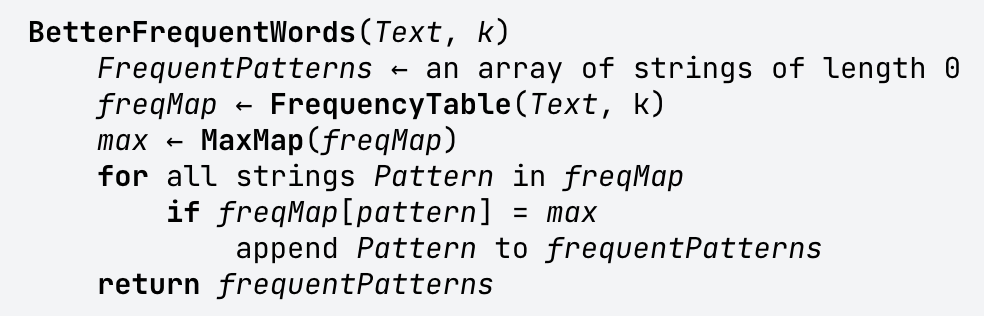 BetterFrequentWords(Text, k)
FrequentPatterns ← an array of strings of length 0
freqMap ← FrequencyTable(Text, k)
max ← MaxMap(freqMap)
for all strings Pattern in freqMap
if freqMap[pattern] = max
append Pattern to frequentPatterns
return frequentPatterns